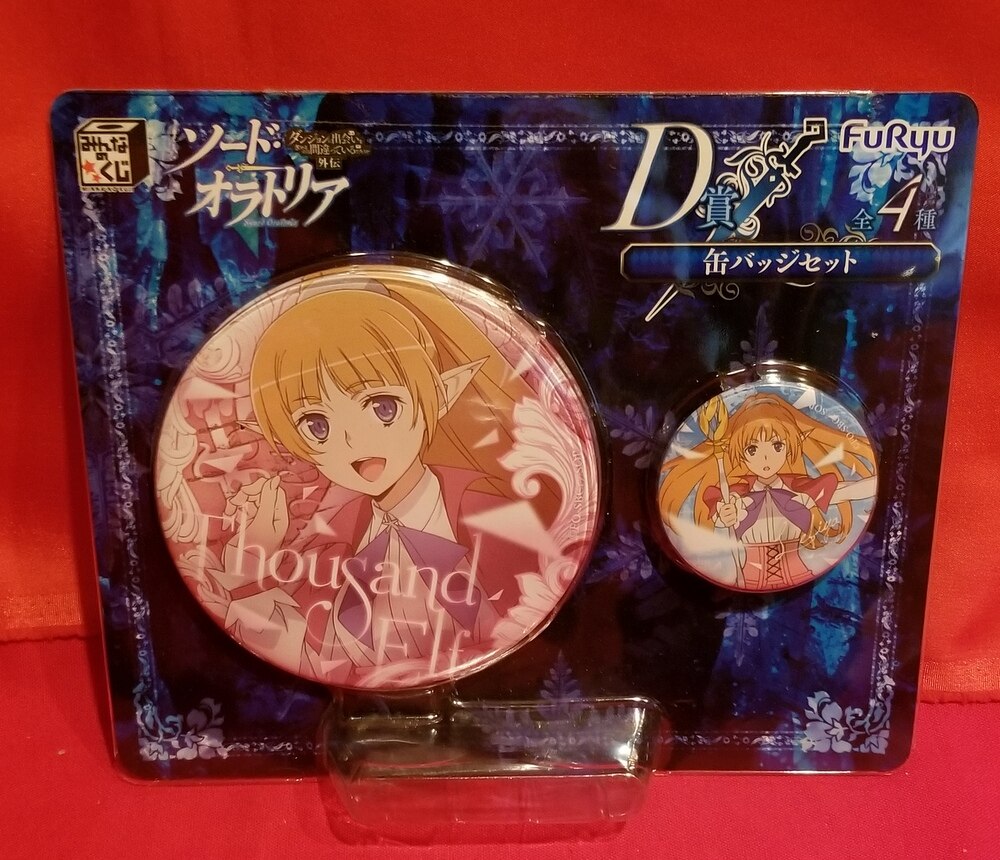 みんなの
くじ
ソード・
オラトリア
ダンジョンに出会いを
求めるのは間違っているだろうか
外伝
Sword Oratoria
D賞
FuRyu
全4種
缶バッジセット
Thousand
Elf